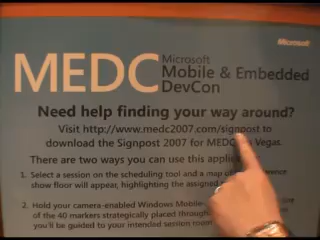 Microsoft
MEDC Microsoft
Mobile & Embedded
DevCon
Need help finding your way around?
Visit http://www.medc2007.com/signpost to
download the Signpost 2007 for MEDC Vegas.
There are two ways you can use this
1. Select a session on the scheduling tool and a map of
show floor will appear, highlighting the assigned
2. Hold your camera-enabled Windows Mobile
of the 40 markers strategically placed through
you'll be guided to your intended session